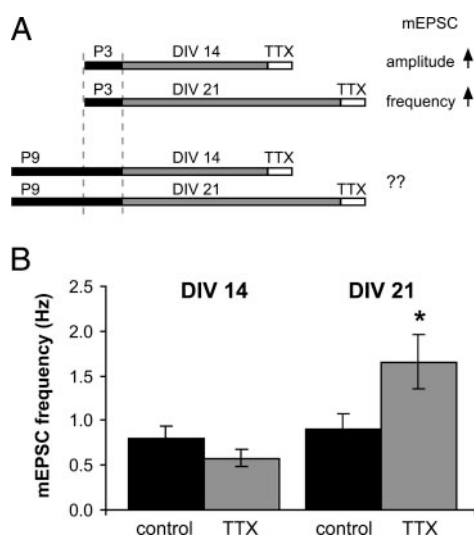 A
mEPSC
P3 DIV 14 TTX
amplitude
P3 DIV 21 TTX
frequency
P9 DIV 14 TTX
??
P9 DIV 21 TTX
B
DIV 14 DIV 21
*
mEPSC frequency (Hz)
2.5
2.0
1.5
1.0
0.5
0.0
control TTX control TTX